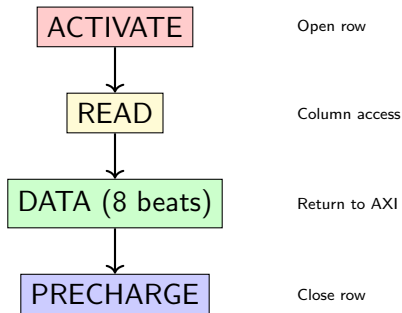 ACTIVATE Open row
READ Column access
DATA (8 beats) Return to AXI
PRECHARGE Close row